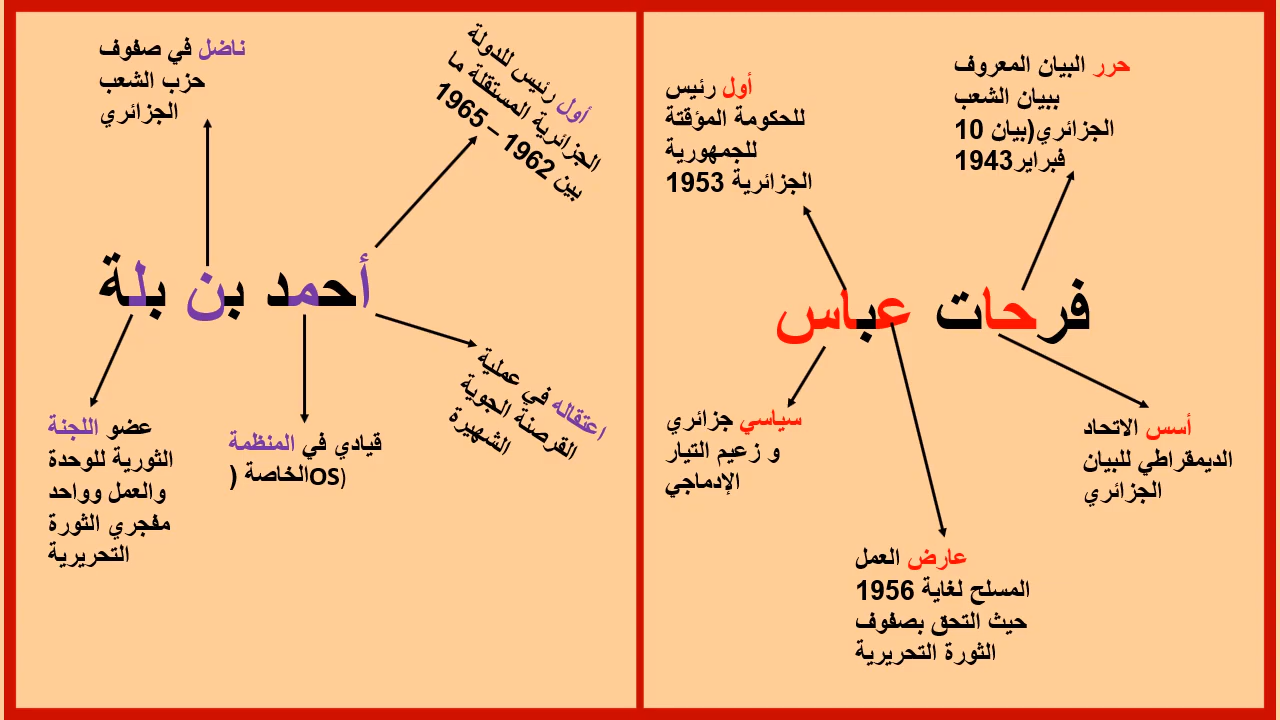 حرر البيان المعروف
ببيان الشعب
الجزائري(بيان 10
فبراير1943
أول رئيس
للحكومة المؤقتة
للجمهورية
الجزائرية 1953
فرحات عباس
أسس الاتحاد
الديمقراطي للبيان
الجزائري
سياسي جزائري
و زعيم التيار
الإدماجي
عارض العمل
المسلح لغاية 1956
حيث التحق بصفوف
الثورة التحريرية
أول رئيس للدولة
الجزائرية المستقلة ما
بين 1962 – 1965
ناضل في صفوف
حزب الشعب
الجزائري
أحمد بن بلة
اعتقاله في عملية
القرصنة الجوية
الشهيرة
قيادي في المنظمة
الخاصة ( OS)
عضو اللجنة
الثورية للوحدة
والعمل وواحد
مفجري الثورة
التحريرية